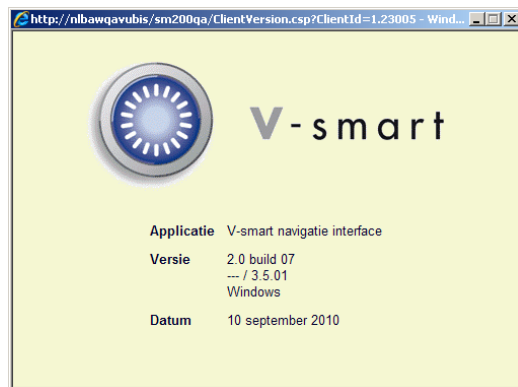 http://nlbawqavubis/sm200qa/ClientVersion.csp?ClientId=1.23005 - Wind...
V-smart
Applicatie V-smart navigatie interface
Versie 2.0 build 07
--- / 3.5.01
Windows
Datum 10 september 2010